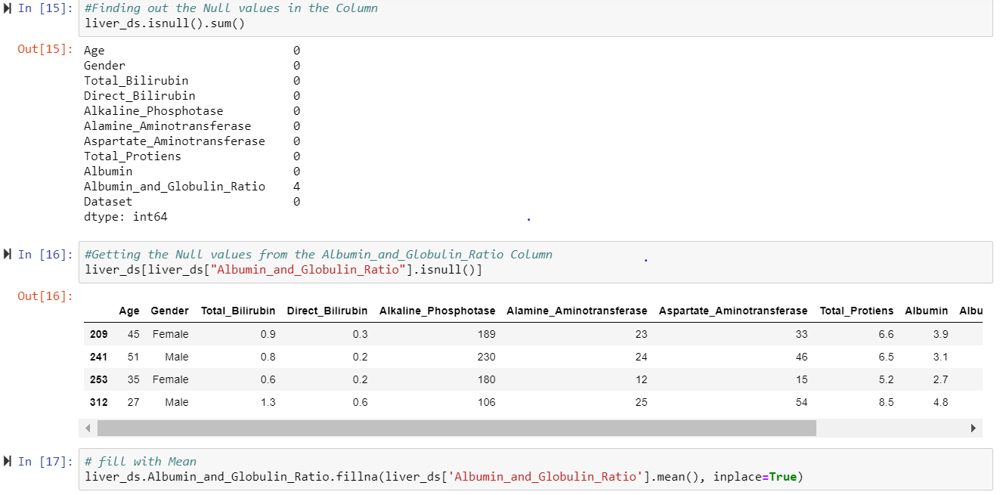 In [15]: #Finding out the Null values in the Column
liver_ds.isnull().sum()
Out[15]: Age 0
Gender 0
Total_Bilirubin 0
Direct_Bilirubin 0
Alkaline_Phosphotase 0
Alamine_Aminotransferase 0
Aspartate_Aminotransferase 0
Total_Protiens 0
Albumin 0
Albumin_and_Globulin_Ratio 4
Dataset 0
dtype: int64
In [16]: #Getting the Null values from the Albumin_and_Globulin_Ratio Column
liver_ds[liver_ds["Albumin_and_Globulin_Ratio"].isnull()]
Out[16]:
Age Gender Total_Bilirubin Direct_Bilirubin Alkaline_Phosphotase Alamine_Aminotransferase Aspartate_Aminotransferase Total_Protiens Albumin Albu
209 45 Female 0.9 0.3 189 23 33 6.6 3.9
241 51 Male 0.8 0.2 230 24 46 6.5 3.1
253 35 Female 0.6 0.2 180 12 15 5.2 2.7
312 27 Male 1.3 0.6 106 25 54 8.5 4.8
In [17]: # fill with Mean
liver_ds.Albumin_and_Globulin_Ratio.fillna(liver_ds['Albumin_and_Globulin_Ratio'].mean(), inplace=True)